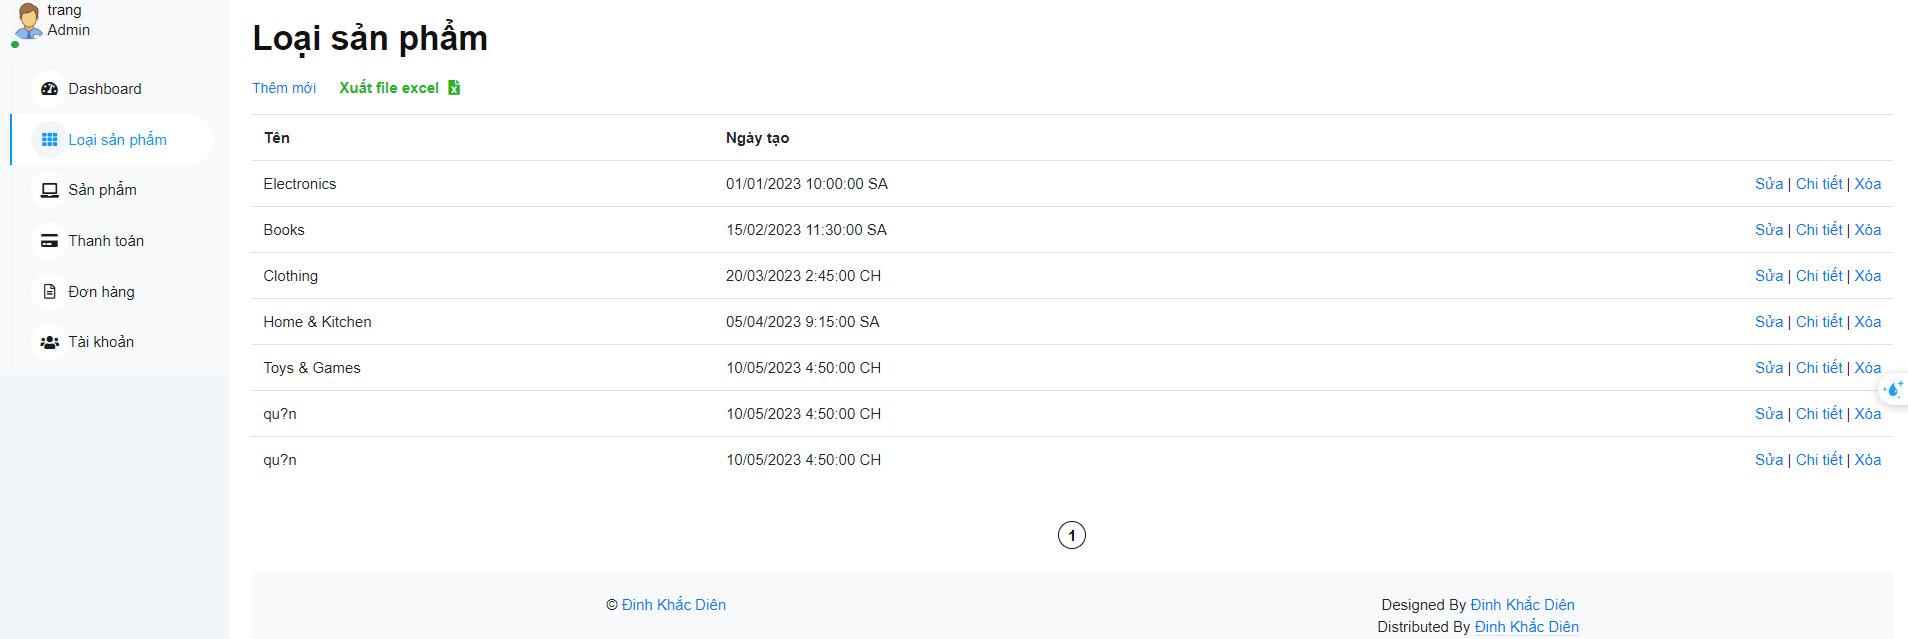 trang
Admin
Dashboard
Loại sản phẩm
Sản phẩm
Thanh toán
Đơn hàng
Tài khoản
Loại sản phẩm
Thêm mới Xuất file excel
Tên Ngày tạo
Electronics 01/01/2023 10:00:00 SA Sửa | Chi tiết | Xóa
Books 15/02/2023 11:30:00 SA Sửa | Chi tiết | Xóa
Clothing 20/03/2023 2:45:00 CH Sửa | Chi tiết | Xóa
Home & Kitchen 05/04/2023 9:15:00 SA Sửa | Chi tiết | Xóa
Toys & Games 10/05/2023 4:50:00 CH Sửa | Chi tiết | Xóa
qu?n 10/05/2023 4:50:00 CH Sửa | Chi tiết | Xóa
qu?n 10/05/2023 4:50:00 CH Sửa | Chi tiết | Xóa
1
© Đinh Khắc Diên Designed By Đinh Khắc Diên
Distributed By Đinh Khắc Diên